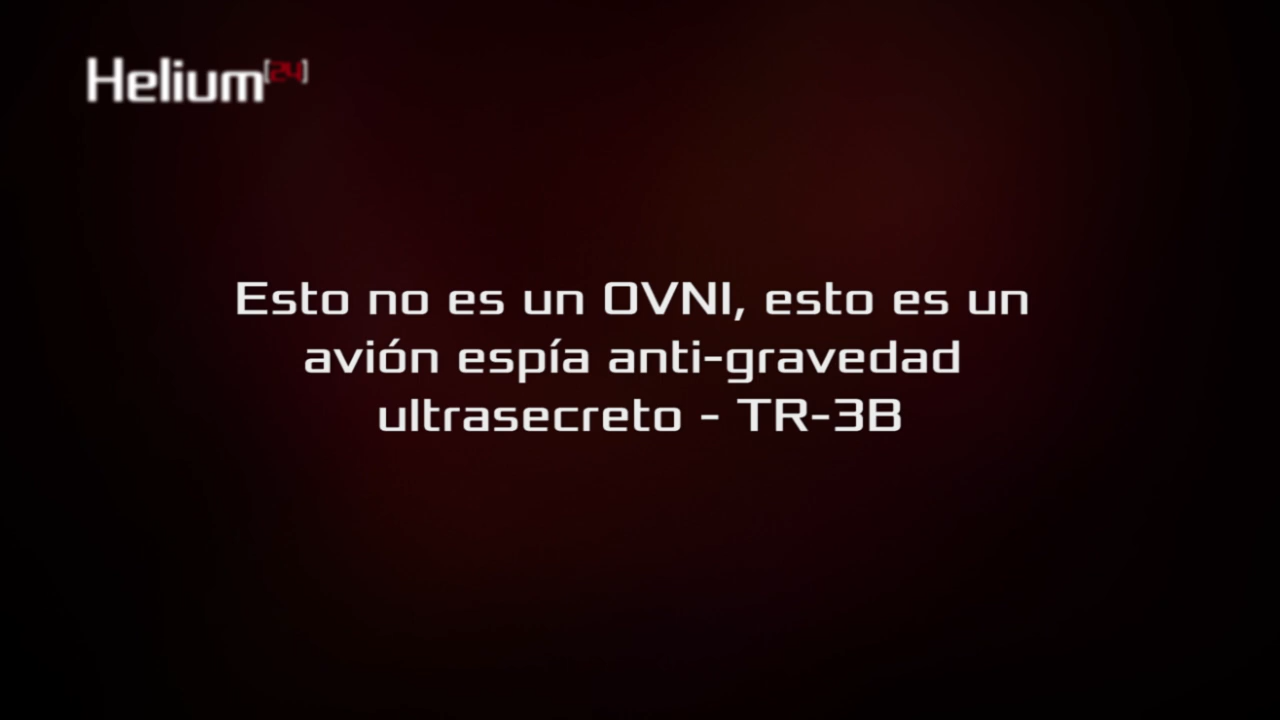 Helium[24]
Esto no es un OVNI, esto es un
avión espía anti-gravedad
ultrasecreto - TR-3B